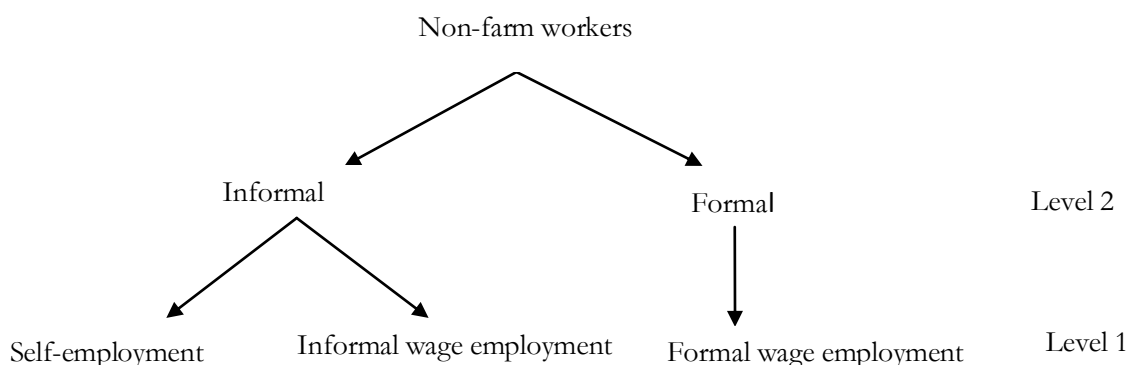 Non-farm workers
Informal
Formal
Level 2
Self-employment
Informal wage employment
Formal wage employment
Level 1